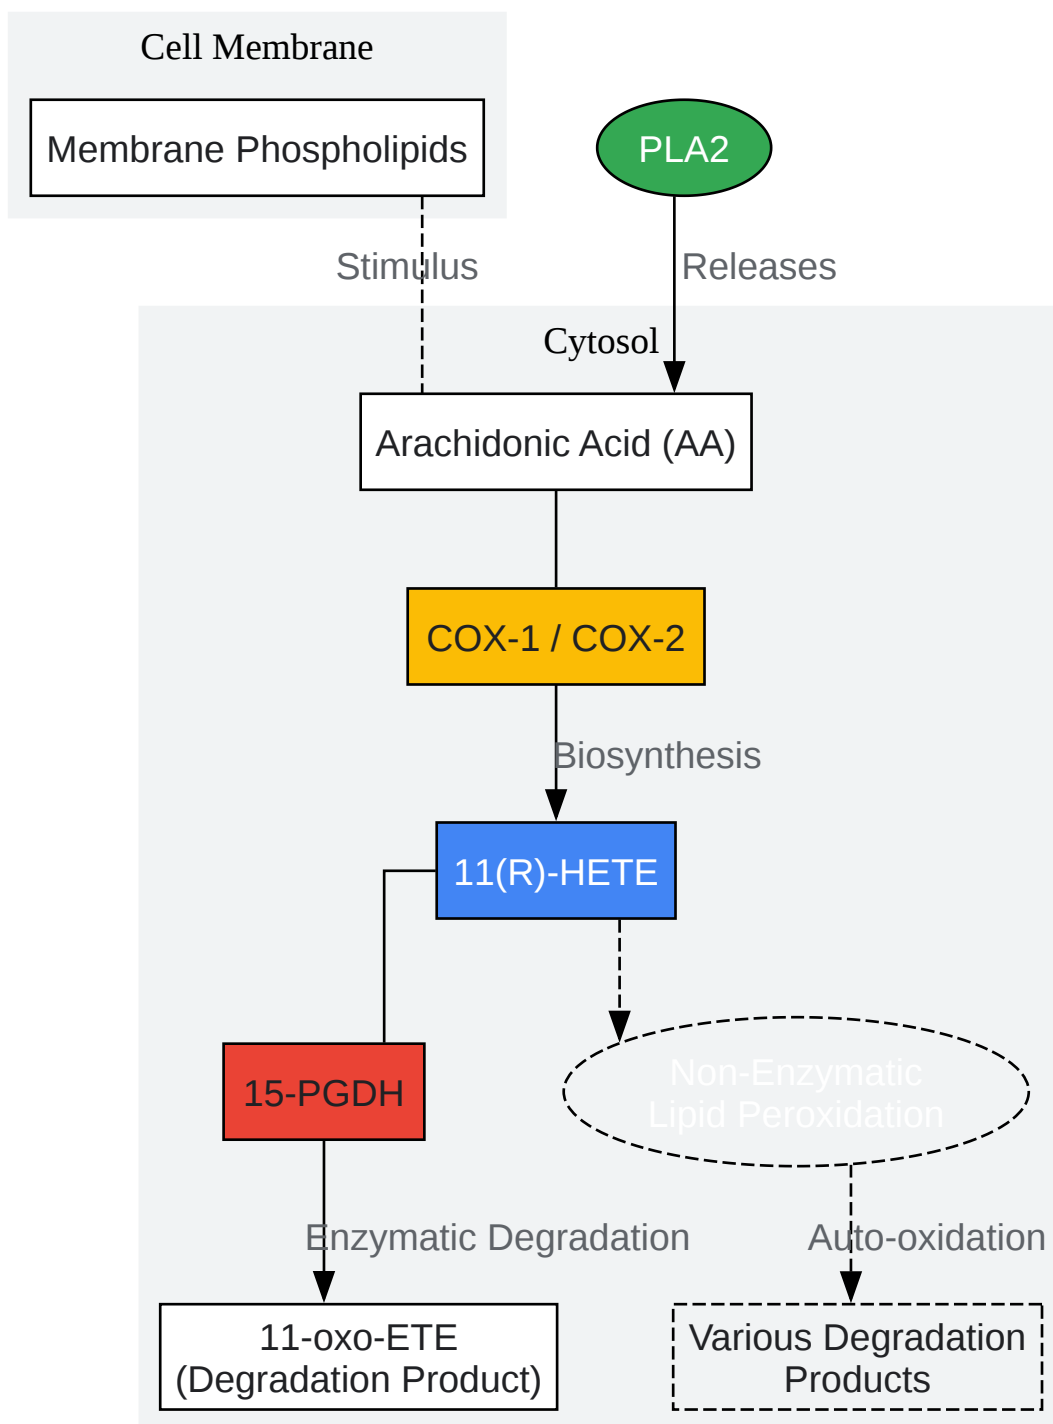 Cell Membrane
Membrane Phospholipids
PLA2
Stimulus
Releases
Cytosol
Arachidonic Acid (AA)
COX-1 / COX-2
Biosynthesis
11(R)-HETE
15-PGDH
Non-Enzymatic
Lipid Peroxidation
Enzymatic Degradation
Auto-oxidation
11-oxo-ETE
(Degradation Product)
Various Degradation
Products